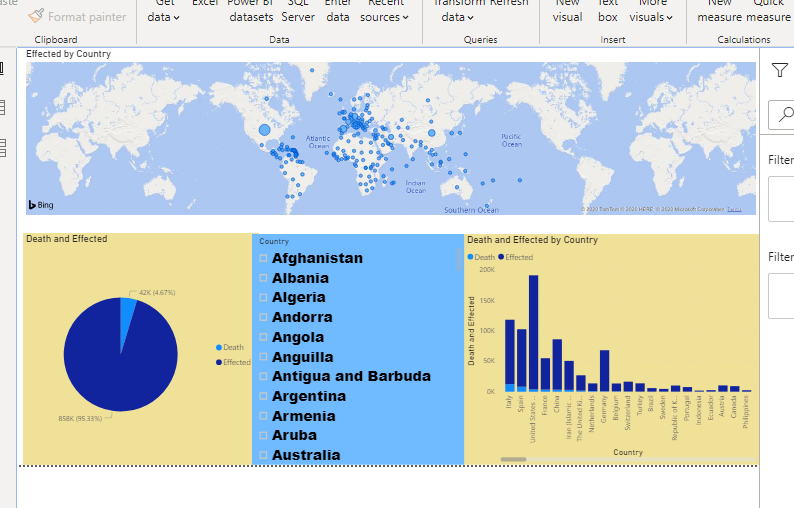 Format painter
Get
data
Excel
Power BI
datasets
SQL
Server
Enter
data
Recent
sources
Transform
data
Refresh
New
visual
Text
box
More
visuals
New
measure
Quick
measure
Clipboard
Data
Queries
Insert
Calculations
Effected by Country
Atlantic
Ocean
Pacific
Ocean
Indian
Ocean
Southern Ocean
Bing
© 2020 TomTom © 2020 HERE, © 2020 Microsoft Corporation Terms
Filter
Filter
Death and Effected
42K (4.67%)
Death
Effected
858K (95.33%)
Country
Afghanistan
Albania
Algeria
Andorra
Angola
Anguilla
Antigua and Barbuda
Argentina
Armenia
Aruba
Australia
Death and Effected by Country
Death Effected
Death and Effected
200K
150K
100K
50K
0K
Italy
Spain
United States ...
France
China
Iran (Islamic ...
The United Ki...
Netherlands
Germany
Belgium
Switzerland
Turkey
Brazil
Sweden
Republic of K...
Portugal
Indonesia
Ecuador
Austria
Canada
Philippines
Country